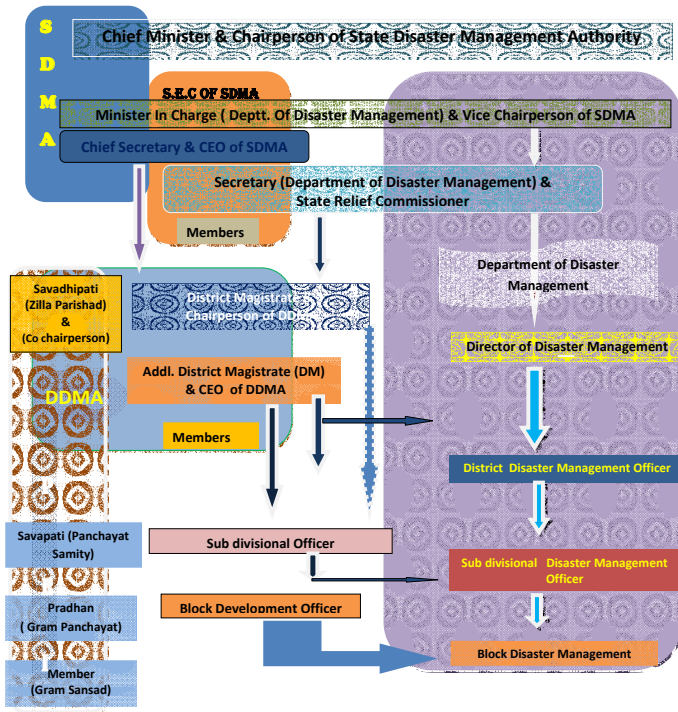 S
D
M
A
Chief Minister & Chairperson of State Disaster Management Authority
S.E.C OF SDMA
Minister In Charge ( Deptt. Of Disaster Management) & Vice Chairperson of SDMA
Chief Secretary & CEO of SDMA
Secretary (Department of Disaster Management) &
State Relief Commissioner
Members
Department of Disaster
Management
Savadhipati
(Zilla Parishad)
&
(Co chairperson)
District Magistrate
Chairperson of DDMA
Director of Disaster Management
Addl. District Magistrate (DM)
& CEO of DDMA
DDMA
Members
District Disaster Management Officer
Savapati (Panchayat
Samity)
Sub divisional Officer
Sub divisional Disaster Management
Officer
Pradhan
( Gram Panchayat)
Block Development Officer
Block Disaster Management
Member
(Gram Sansad)